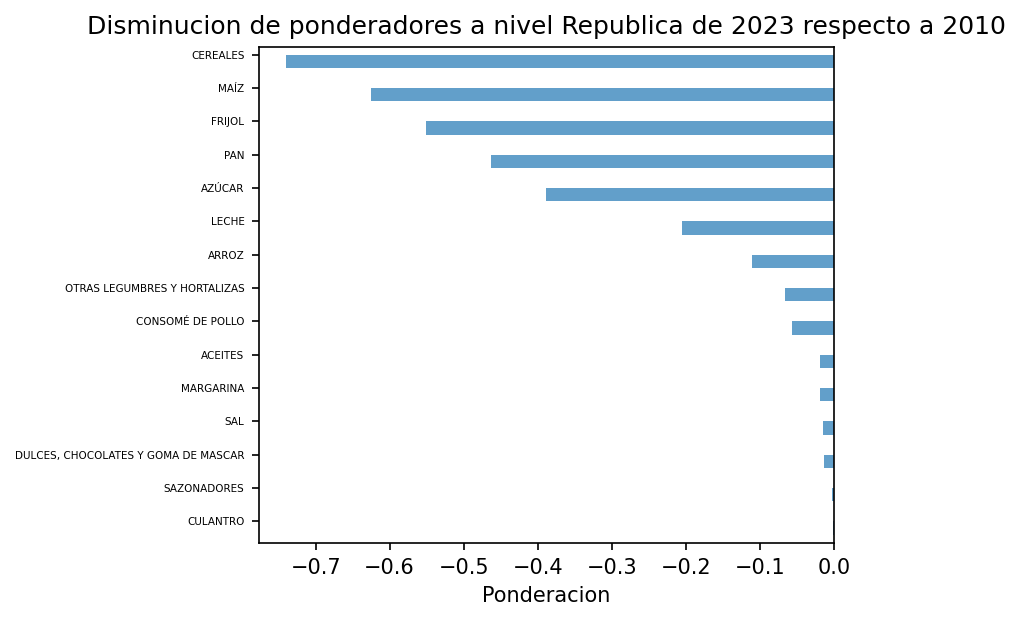 Disminucion de ponderadores a nivel Republica de 2023 respecto a 2010
CEREALES
MAÍZ
FRIJOL
PAN
AZÚCAR
LECHE
ARROZ
OTRAS LEGUMBRES Y HORTALIZAS
CONSOMÉ DE POLLO
ACEITES
MARGARINA
SAL
DULCES, CHOCOLATES Y GOMA DE MASCAR
SAZONADORES
CULANTRO
−0.7 −0.6 −0.5 −0.4 −0.3 −0.2 −0.1 0.0
Ponderacion